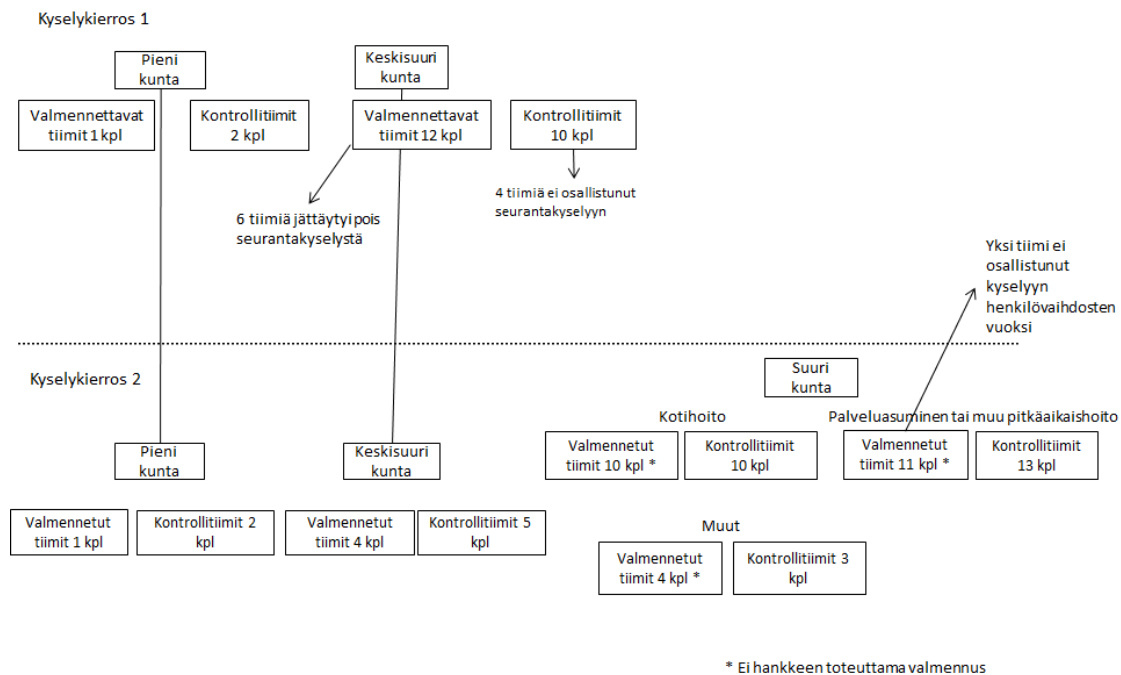 Kyselykierros 1
Pieni
kunta
Keskisuuri
kunta
Valmennettavat
tiimit 1 kpl
Kontrollitiimit
2 kpl
Valmennettavat
tiimit 12 kpl
Kontrollitiimit
10 kpl
6 tiimiä jättäytyi pois
seurantakyselystä
4 tiimiä ei osallistunut
seurantakyselyyn
Yksi tiimi ei
osallistunut
kyselyyn
henkilövaihdosten
vuoksi
Kyselykierros 2
Suuri
kunta
Pieni
kunta
Keskisuuri
kunta
Kotihoito
Palveluasuminen tai muu pitkäaikaishoito
Valmennetut
tiimit 10 kpl *
Kontrollitiimit
10 kpl
Valmennetut
tiimit 11 kpl *
Kontrollitiimit
13 kpl
Valmennetut
tiimit 1 kpl
Kontrollitiimit 2
kpl
Valmennetut
tiimit 4 kpl
Kontrollitiimit 5
kpl
Muut
Valmennetut
tiimit 4 kpl *
Kontrollitiimit 3
kpl
* Ei hankkeen toteuttama valmennus